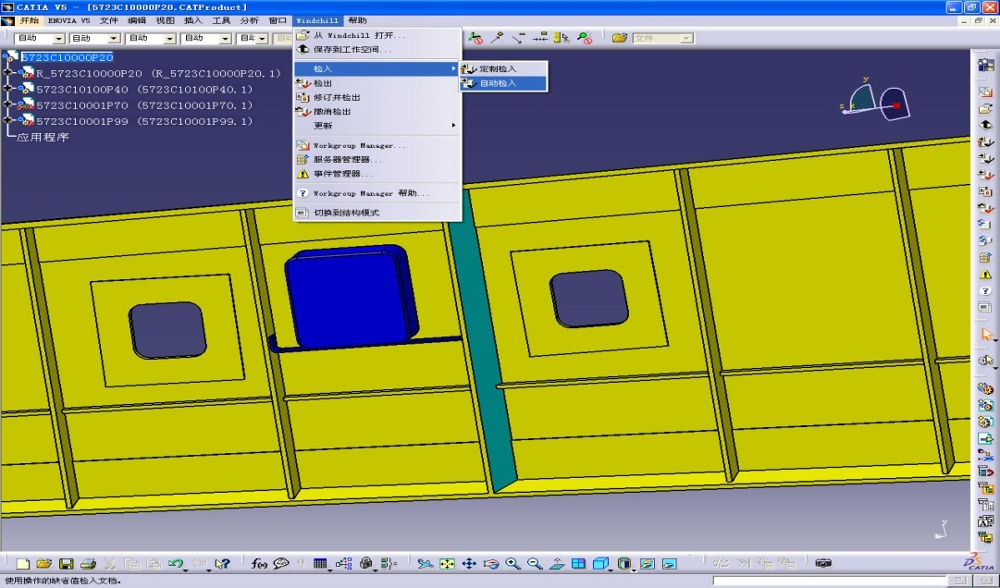 CATIA V5 - [5723C10000P20.CATProduct]
开始 ENOVIA V5 文件 编辑 视图 插入 工具 分析 窗口 Windchill 帮助
自动 自动 自动 自动 自动 文件
从 Windchill 打开...
保存到工作空间...
检入
检出
修订并检出
撤消检出
更新
Workgroup Manager...
服务器管理器...
事件管理器...
Workgroup Manager 帮助...
切换到结构模式
定制检入
自动检入
5723C10000P20
R_5723C10000P20 (R_5723C10000P20.1)
5723C10100P40 (5723C10100P40.1)
5723C10001P70 (5723C10001P70.1)
5723C10001P99 (5723C10001P99.1)
应用程序
f(x)
CATIA
使用操作的缺省值检入文档。